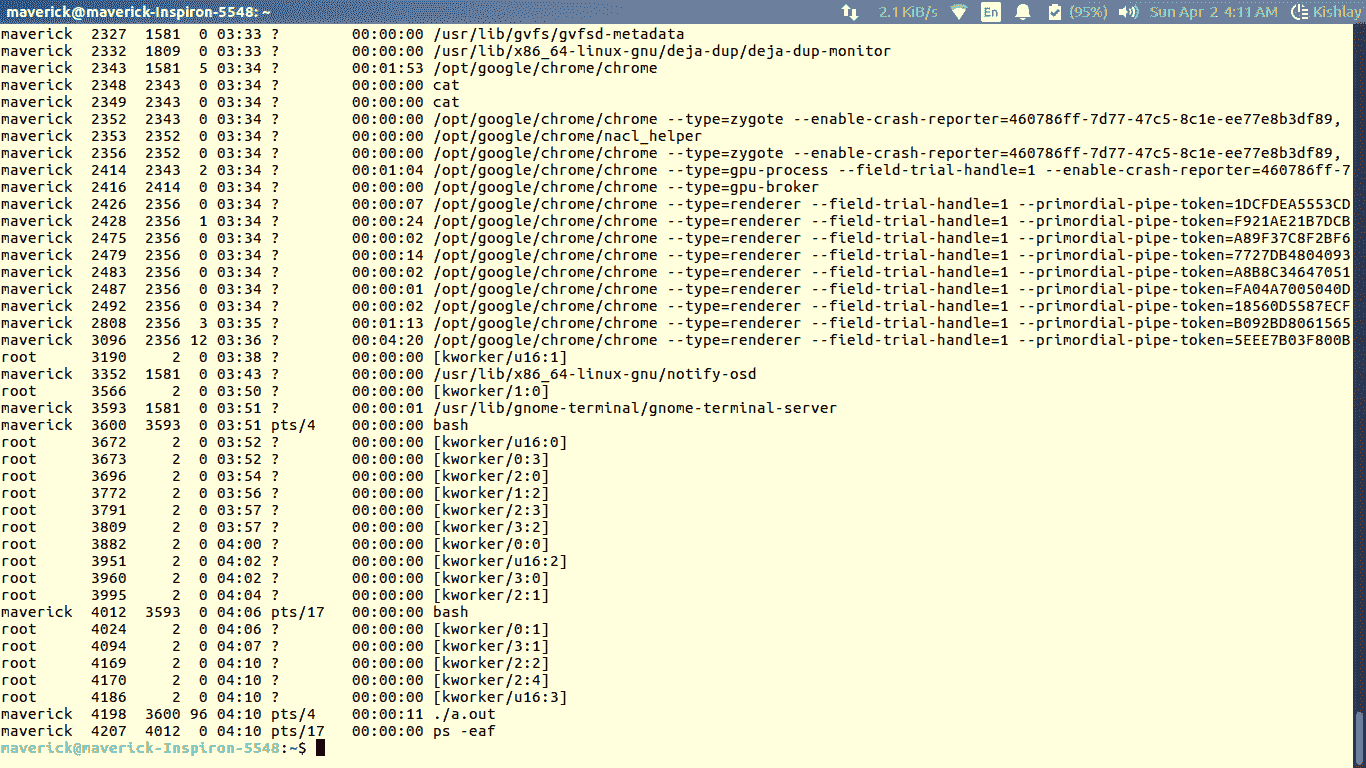 maverick@maverick-Inspiron-5548: ~ 2.1 KiB/s En (95%) Sun Apr 2 4:11 AM Kishlay
maverick  2327  1581  0 03:33 ?        00:00:00 /usr/lib/gvfs/gvfsd-metadata
maverick  2332  1809  0 03:33 ?        00:00:00 /usr/lib/x86_64-linux-gnu/deja-dup/deja-dup-monitor
maverick  2343  1581  5 03:34 ?        00:01:53 /opt/google/chrome/chrome
maverick  2348  2343  0 03:34 ?        00:00:00 cat
maverick  2349  2343  0 03:34 ?        00:00:00 cat
maverick  2352  2343  0 03:34 ?        00:00:00 /opt/google/chrome/chrome --type=zygote --enable-crash-reporter=460786ff-7d77-47c5-8c1e-ee77e8b3df89,
maverick  2353  2352  0 03:34 ?        00:00:00 /opt/google/chrome/nacl_helper
maverick  2356  2352  0 03:34 ?        00:00:00 /opt/google/chrome/chrome --type=zygote --enable-crash-reporter=460786ff-7d77-47c5-8c1e-ee77e8b3df89,
maverick  2414  2343  2 03:34 ?        00:01:04 /opt/google/chrome/chrome --type=gpu-process --field-trial-handle=1 --enable-crash-reporter=460786ff-7
maverick  2416  2414  0 03:34 ?        00:00:00 /opt/google/chrome/chrome --type=gpu-broker
maverick  2426  2356  0 03:34 ?        00:00:07 /opt/google/chrome/chrome --type=renderer --field-trial-handle=1 --primordial-pipe-token=1DCFDEA5553CD
maverick  2428  2356  1 03:34 ?        00:00:24 /opt/google/chrome/chrome --type=renderer --field-trial-handle=1 --primordial-pipe-token=F921AE21B7DCB
maverick  2475  2356  0 03:34 ?        00:00:02 /opt/google/chrome/chrome --type=renderer --field-trial-handle=1 --primordial-pipe-token=A89F37C8F2BF6
maverick  2479  2356  0 03:34 ?        00:00:14 /opt/google/chrome/chrome --type=renderer --field-trial-handle=1 --primordial-pipe-token=7727DB4804093
maverick  2483  2356  0 03:34 ?        00:00:02 /opt/google/chrome/chrome --type=renderer --field-trial-handle=1 --primordial-pipe-token=A8B8C34647051
maverick  2487  2356  0 03:34 ?        00:00:01 /opt/google/chrome/chrome --type=renderer --field-trial-handle=1 --primordial-pipe-token=FA04A7005040D
maverick  2492  2356  0 03:34 ?        00:00:02 /opt/google/chrome/chrome --type=renderer --field-trial-handle=1 --primordial-pipe-token=18560D5587ECF
maverick  2808  2356  3 03:35 ?        00:01:13 /opt/google/chrome/chrome --type=renderer --field-trial-handle=1 --primordial-pipe-token=B092BD8061565
maverick  3096  2356 12 03:36 ?        00:04:20 /opt/google/chrome/chrome --type=renderer --field-trial-handle=1 --primordial-pipe-token=5EEE7B03F800B
root      3190     2  0 03:38 ?        00:00:00 [kworker/u16:1]
maverick  3352  1581  0 03:43 ?        00:00:00 /usr/lib/x86_64-linux-gnu/notify-osd
root      3566     2  0 03:50 ?        00:00:00 [kworker/1:0]
maverick  3593  1581  0 03:51 ?        00:00:01 /usr/lib/gnome-terminal/gnome-terminal-server
maverick  3600  3593  0 03:51 pts/4    00:00:00 bash
root      3672     2  0 03:52 ?        00:00:00 [kworker/u16:0]
root      3673     2  0 03:52 ?        00:00:00 [kworker/0:3]
root      3696     2  0 03:54 ?        00:00:00 [kworker/2:0]
root      3772     2  0 03:56 ?        00:00:00 [kworker/1:2]
root      3791     2  0 03:57 ?        00:00:00 [kworker/2:3]
root      3809     2  0 03:57 ?        00:00:00 [kworker/3:2]
root      3882     2  0 04:00 ?        00:00:00 [kworker/0:0]
root      3951     2  0 04:02 ?        00:00:00 [kworker/u16:2]
root      3960     2  0 04:02 ?        00:00:00 [kworker/3:0]
root      3995     2  0 04:04 ?        00:00:00 [kworker/2:1]
maverick  4012  3593  0 04:06 pts/17   00:00:00 bash
root      4024     2  0 04:06 ?        00:00:00 [kworker/0:1]
root      4094     2  0 04:07 ?        00:00:00 [kworker/3:1]
root      4169     2  0 04:10 ?        00:00:00 [kworker/2:2]
root      4170     2  0 04:10 ?        00:00:00 [kworker/2:4]
root      4186     2  0 04:10 ?        00:00:00 [kworker/u16:3]
maverick  4198  3600 96 04:10 pts/4    00:00:11 ./a.out
maverick  4207  4012  0 04:10 pts/17   00:00:00 ps -eaf
maverick@maverick-Inspiron-5548:~$